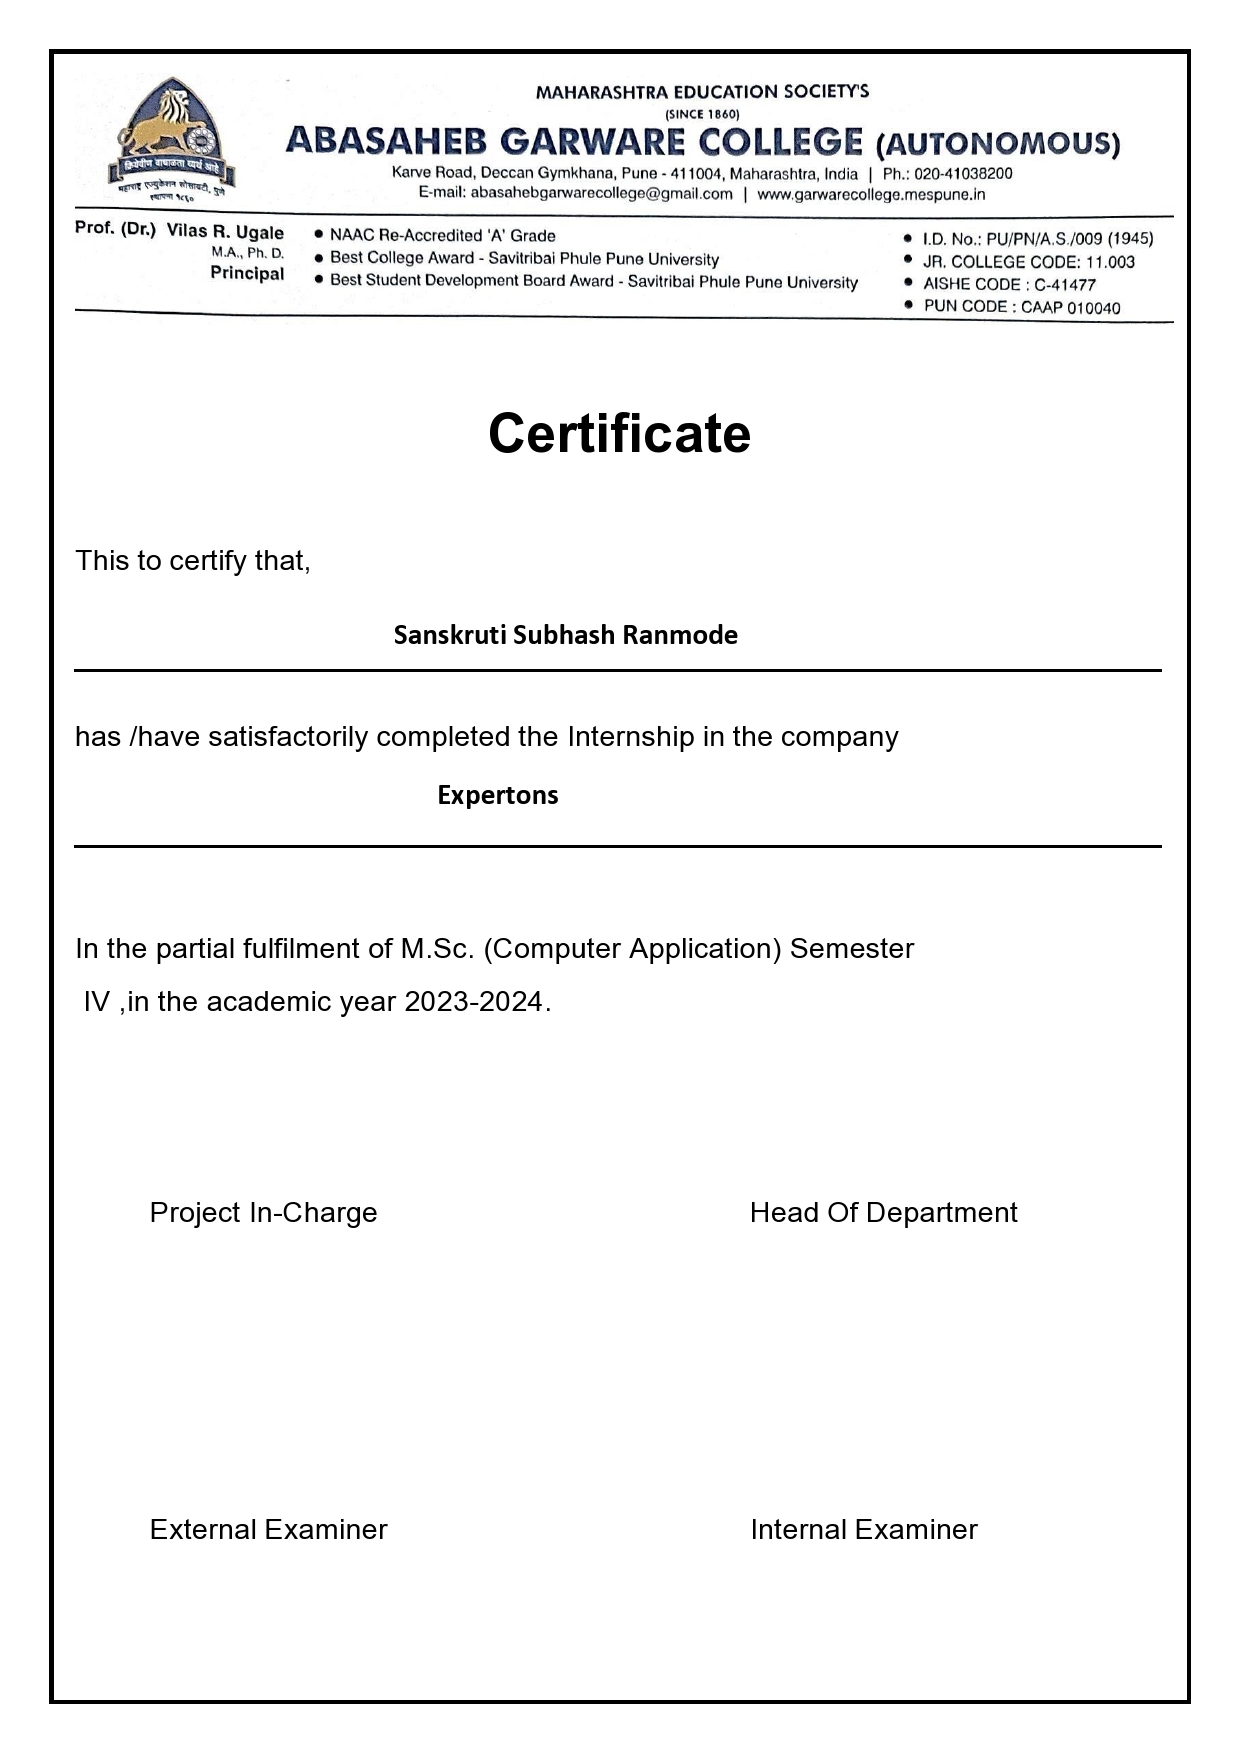 क्रियेवीण वाचाळता व्यर्थ आहे
महाराष्ट्र एज्युकेशन सोसायटी, पुणे
स्थापना १८६०
MAHARASHTRA EDUCATION SOCIETY'S
(SINCE 1860)
ABASAHEB GARWARE COLLEGE (AUTONOMOUS)
Karve Road, Deccan Gymkhana, Pune - 411004, Maharashtra, India | Ph.: 020-41038200
E-mail: abasahebgarwarecollege@gmail.com | www.garwarecollege.mespune.in
Prof. (Dr.) Vilas R. Ugale
M.A., Ph. D.
Principal
• NAAC Re-Accredited 'A' Grade
• Best College Award - Savitribai Phule Pune University
• Best Student Development Board Award - Savitribai Phule Pune University
• I.D. No.: PU/PN/A.S./009 (1945)
• JR. COLLEGE CODE: 11.003
• AISHE CODE : C-41477
• PUN CODE : CAAP 010040
Certificate
This to certify that,
Sanskruti Subhash Ranmode
has /have satisfactorily completed the Internship in the company
Expertons
In the partial fulfilment of M.Sc. (Computer Application) Semester
IV ,in the academic year 2023-2024.
Project In-Charge Head Of Department
External Examiner Internal Examiner